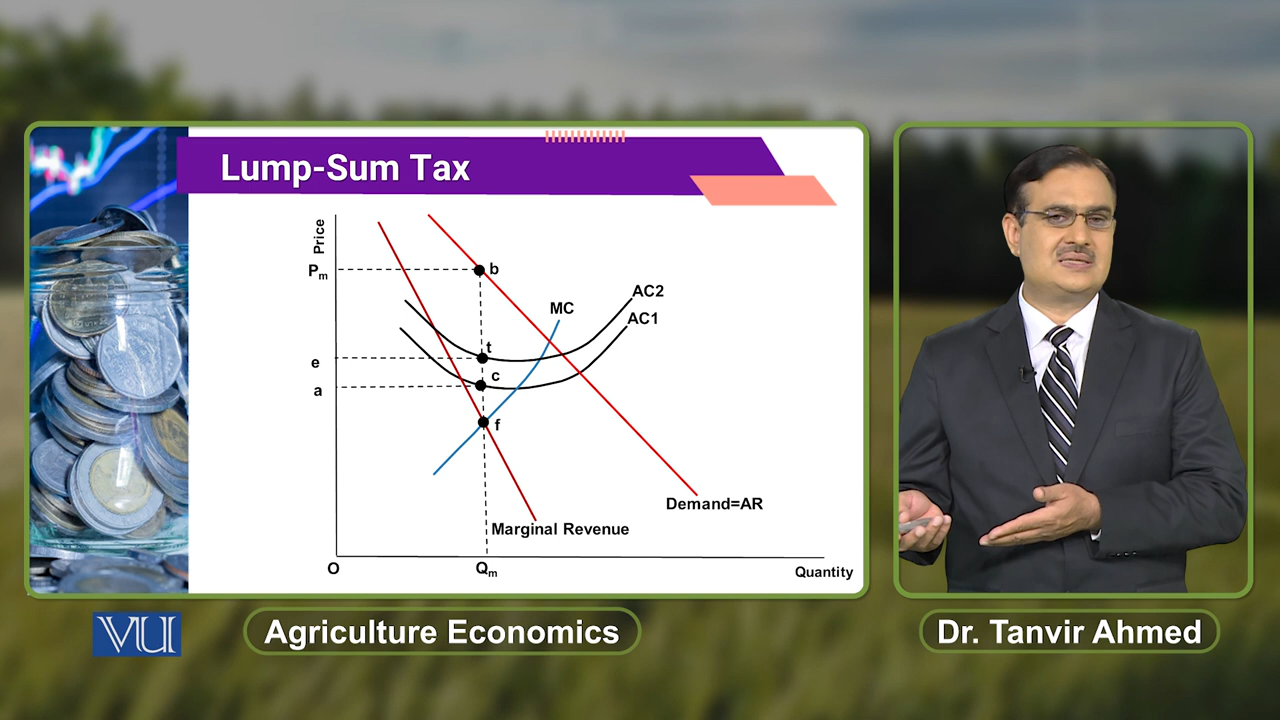 Lump-Sum Tax
Price
Pm
b
AC2
MC
AC1
t
e
c
a
f
Demand=AR
Marginal Revenue
O
Qm
Quantity
VU
Agriculture Economics
Dr. Tanvir Ahmed